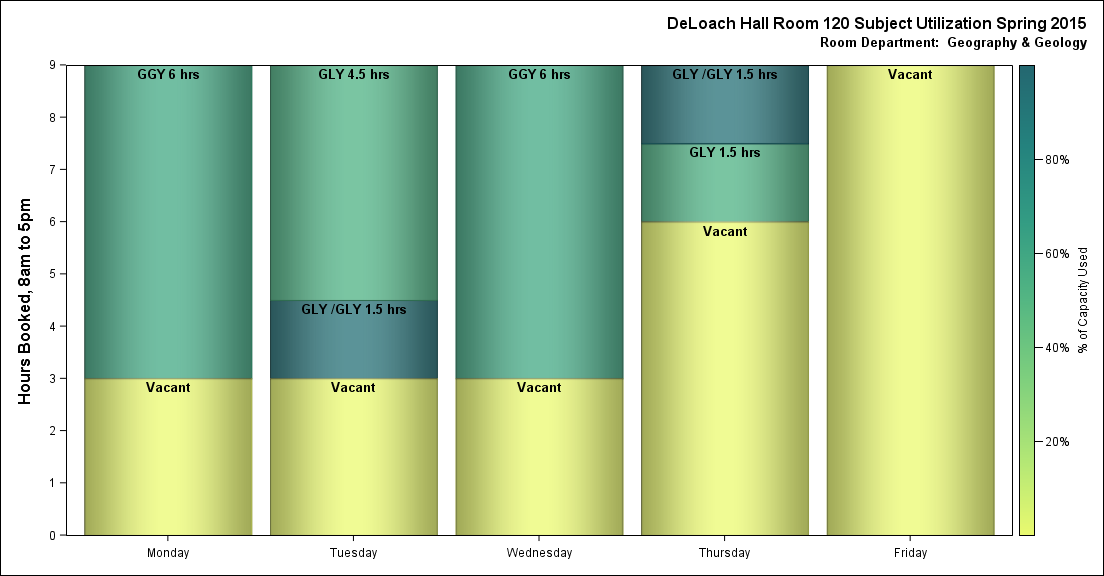 DeLoach Hall Room 120 Subject Utilization Spring 2015
Room Department: Geography & Geology
Hours Booked, 8am to 5pm
9
8
7
6
5
4
3
2
1
0
GGY 6 hrs
Vacant
GLY 4.5 hrs
GLY /GLY 1.5 hrs
Vacant
GGY 6 hrs
Vacant
GLY /GLY 1.5 hrs
GLY 1.5 hrs
Vacant
Vacant
Monday
Tuesday
Wednesday
Thursday
Friday
80%
60%
40%
20%
% of Capacity Used